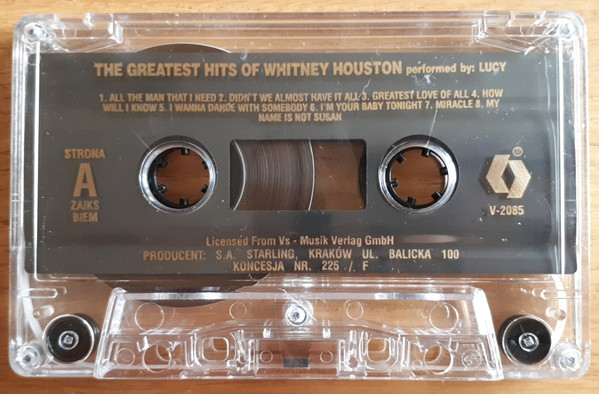 THE GREATEST HITS OF WHITNEY HOUSTON performed by: LUCY
1. ALL THE MAN THAT I NEED 2. DIDN'T WE ALMOST HAVE IT ALL 3. GREATEST LOVE OF ALL 4. HOW
WILL I KNOW 5. I WANNA DANCE WITH SOMEBODY 6. I'M YOUR BABY TONIGHT 7. MIRACLE 8. MY
NAME IS NOT SUSAN
STRONA
A
ZAIKS
BIEM
®
V-2085
Licensed From Vs - Musik Verlag GmbH
PRODUCENT: S.A. STARLING, KRAKÓW UL. BALICKA 100
KONCESJA NR. 225 / F